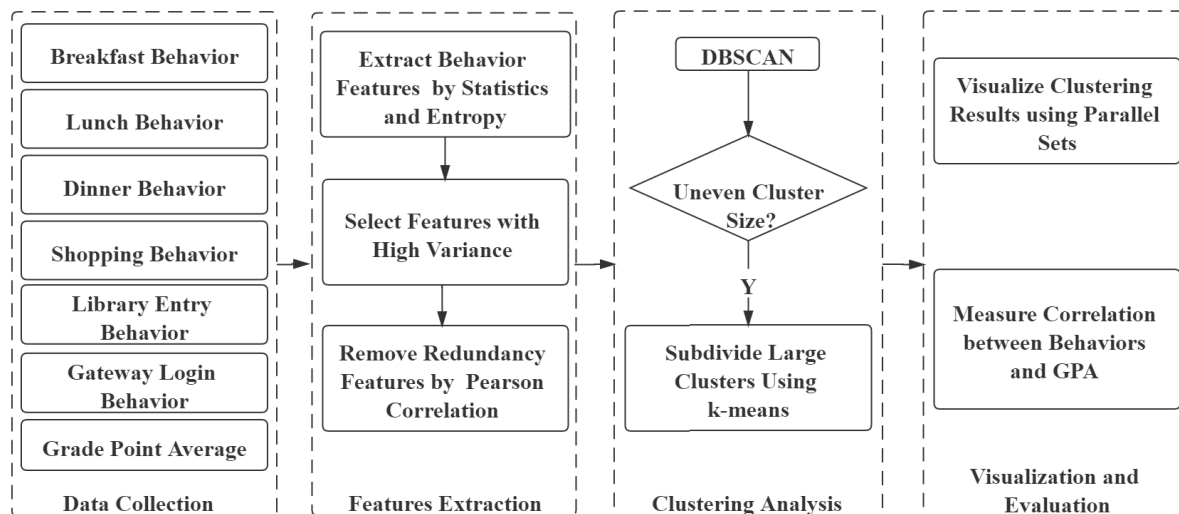 Breakfast Behavior
Lunch Behavior
Dinner Behavior
Shopping Behavior
Library Entry
Behavior
Gateway Login
Behavior
Grade Point Average
Data Collection
Extract Behavior
Features by Statistics
and Entropy
Select Features with
High Variance
Remove Redundancy
Features by Pearson
Correlation
Features Extraction
DBSCAN
Uneven Cluster
Size?
Y
Subdivide Large
Clusters Using
k-means
Clustering Analysis
Visualize Clustering
Results using Parallel
Sets
Measure Correlation
between Behaviors
and GPA
Visualization and
Evaluation